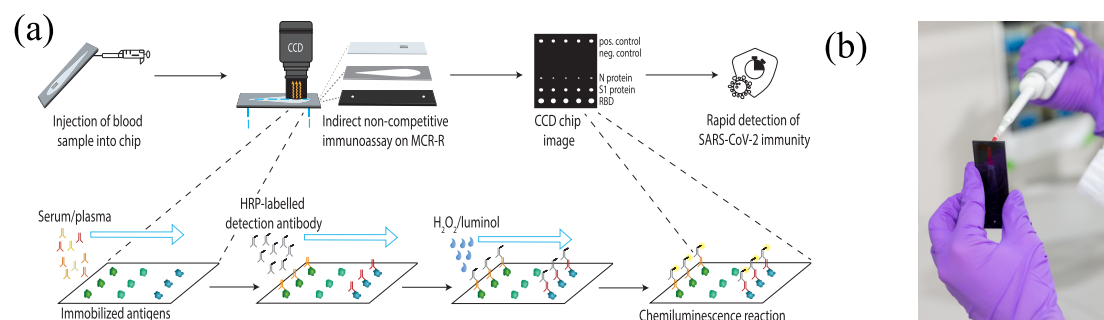 (a)
CCD
pos. control
neg. control
N protein
S1 protein
RBD
(b)
Injection of blood
sample into chip
Indirect non-competitive
immunoassay on MCR-R
CCD chip
image
Rapid detection of
SARS-CoV-2 immunity
Serum/plasma
HRP-labelled
detection antibody
H₂O₂/luminol
Immobilized antigens
Chemiluminescence reaction